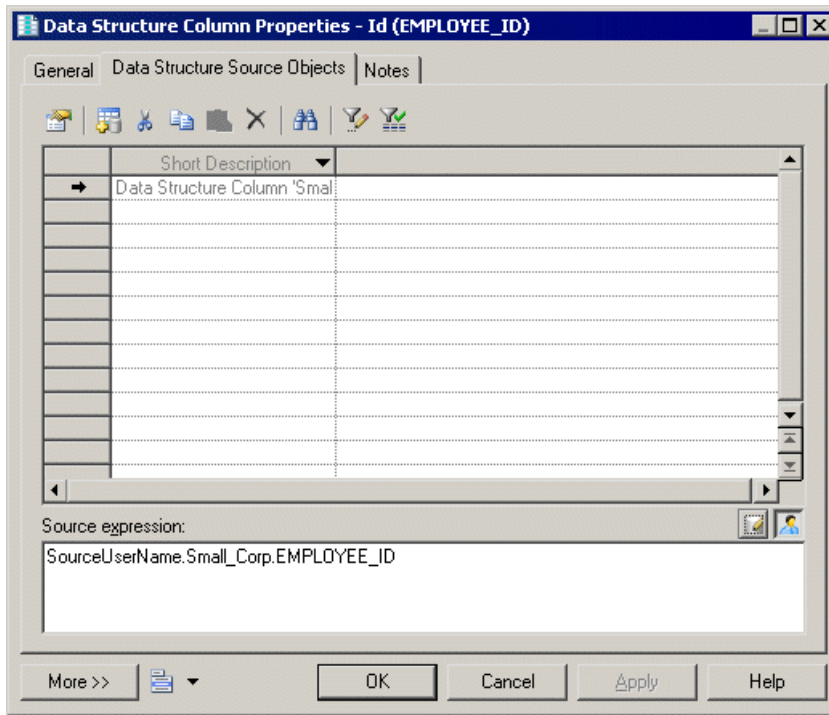 Data Structure Column Properties - Id (EMPLOYEE_ID)
General Data Structure Source Objects Notes
Short Description
Data Structure Column 'Smal
Source expression:
SourceUserName.Small_Corp.EMPLOYEE_ID
More >> OK Cancel Apply Help